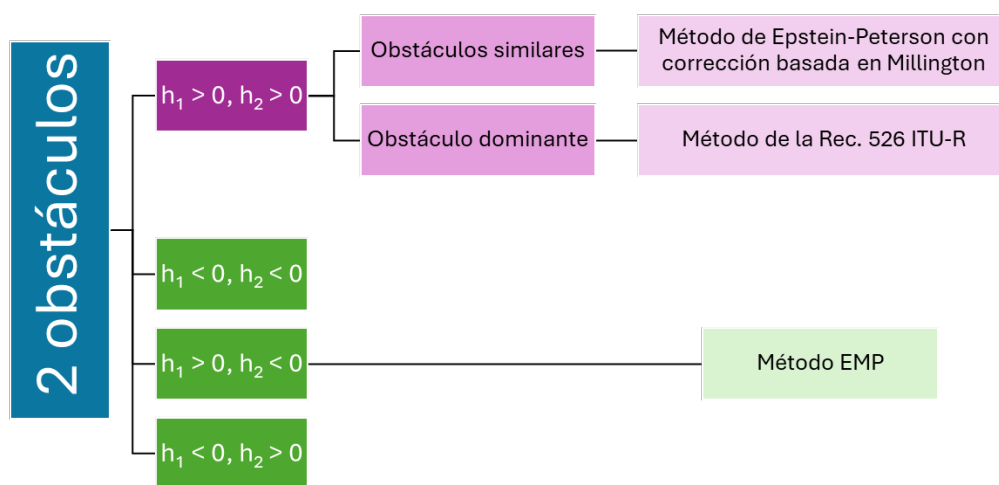 2 obstáculos
h₁ > 0, h₂ > 0
Obstáculos similares
Método de Epstein-Peterson con
corrección basada en Millington
Obstáculo dominante
Método de la Rec. 526 ITU-R
h₁ < 0, h₂ < 0
h₁ > 0, h₂ < 0
Método EMP
h₁ < 0, h₂ > 0